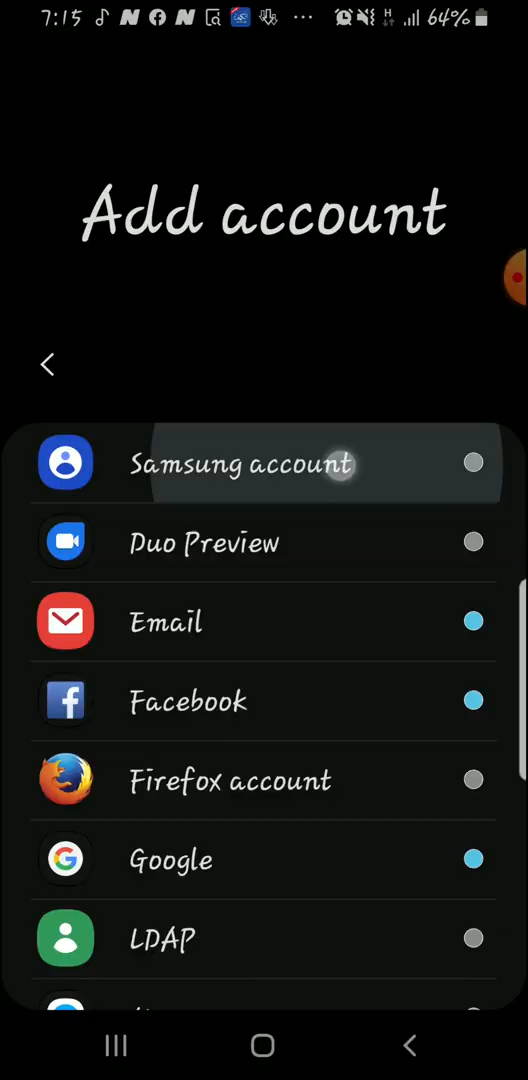 7:15 64%
Add account
Samsung account
Duo Preview
Email
Facebook
Firefox account
Google
LDAP